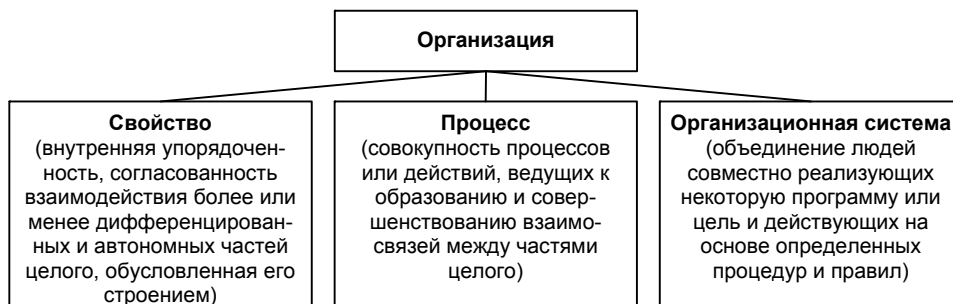 Организация
Свойство
(внутренняя упорядочен-
ность, согласованность
взаимодействия более или
менее дифференцирован-
ных и автономных частей
целого, обусловленная его
строением)
Процесс
(совокупность процессов
или действий, ведущих к
образованию и совер-
шенствованию взаимо-
связей между частями
целого)
Организационная система
(объединение людей
совместно реализующих
некоторую программу или
цель и действующих на
основе определенных
процедур и правил)